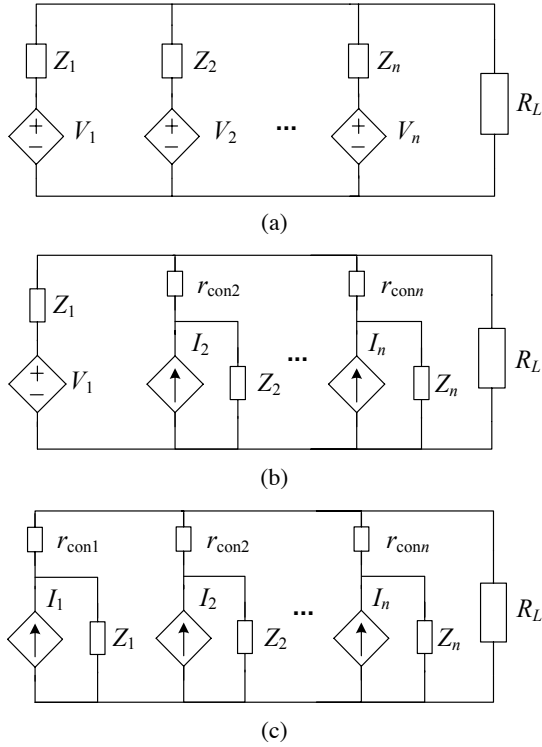 Z1 Z2 Zn
+ + + RL
− V1 − V2 ... − Vn
(a)
rcon2 rconn
Z1
I2 In
+ ... RL
− V1 Z2 Zn
(b)
rcon1 rcon2 rconn
I1 I2 In
... RL
Z1 Z2 Zn
(c)